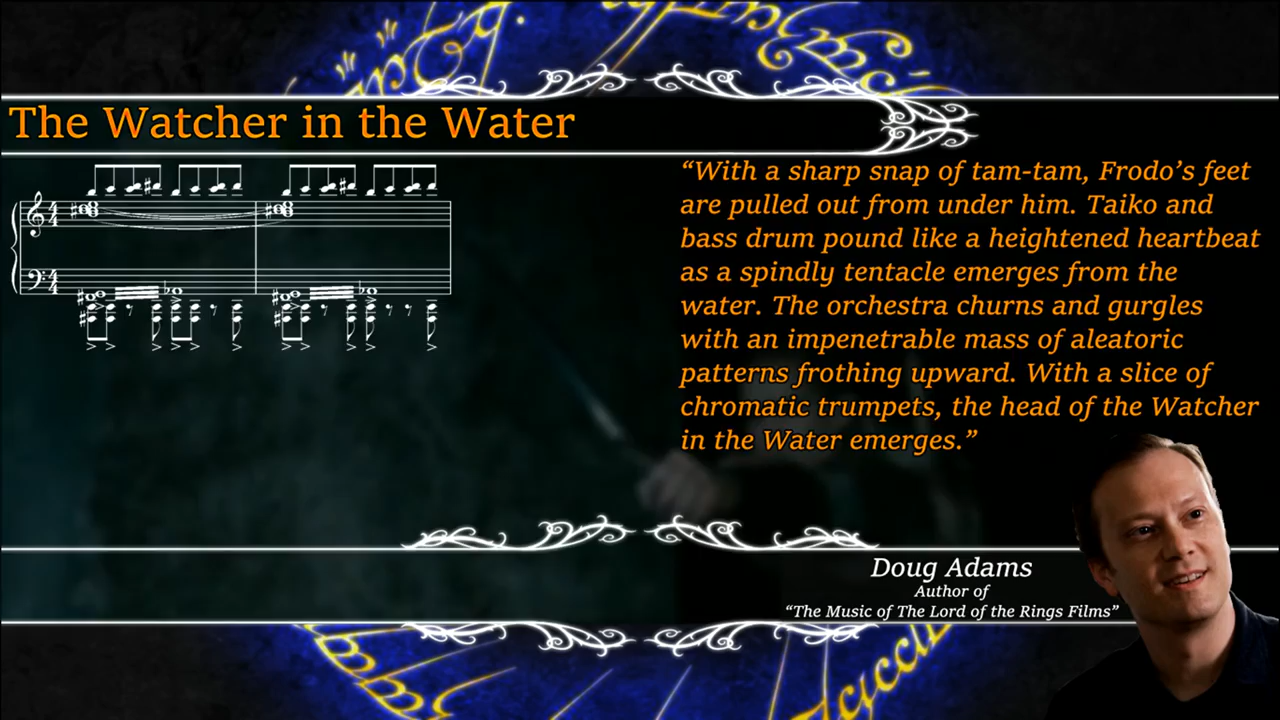 The Watcher in the Water
“With a sharp snap of tam-tam, Frodo’s feet
are pulled out from under him. Taiko and
bass drum pound like a heightened heartbeat
as a spindly tentacle emerges from the
water. The orchestra churns and gurgles
with an impenetrable mass of aleatoric
patterns frothing upward. With a slice of
chromatic trumpets, the head of the Watcher
in the Water emerges.”
Doug Adams
Author of
“The Music of The Lord of the Rings Films”